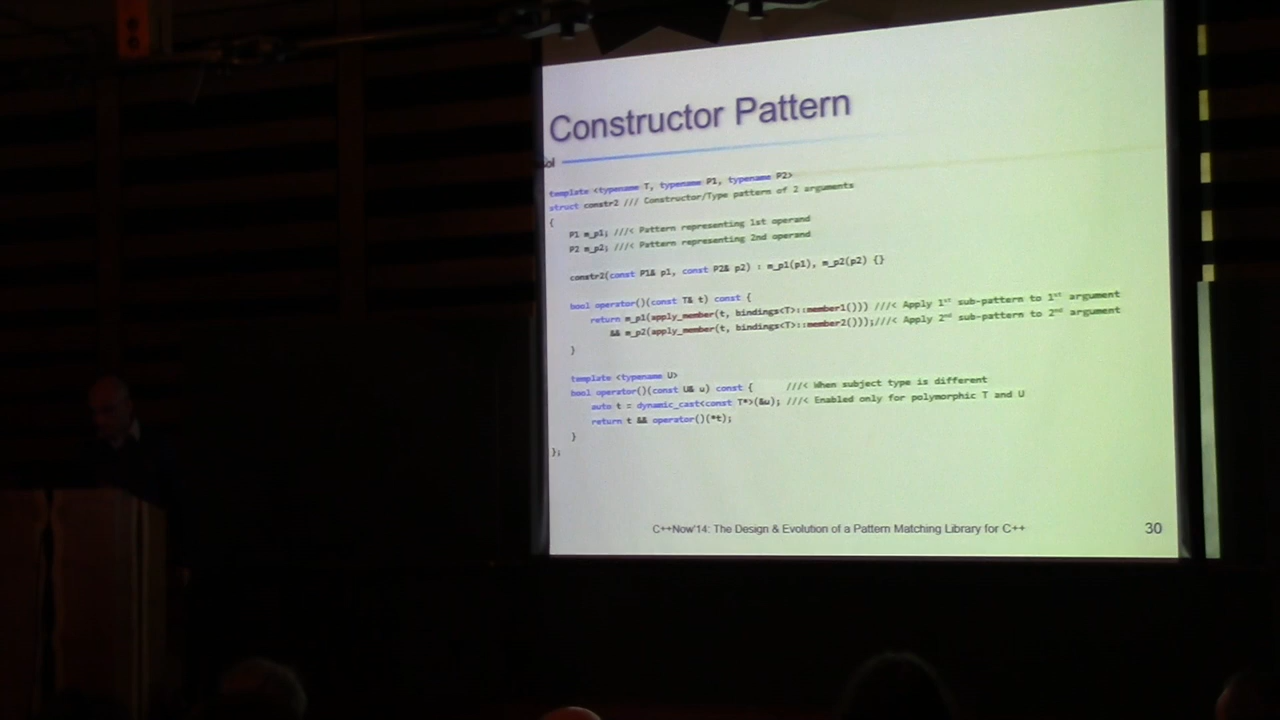 Constructor Pattern
template <typename T, typename P1, typename P2>
struct constr2 /// Constructor/Type pattern of 2 arguments
{
P1 m_p1; ///< Pattern representing 1st operand
P2 m_p2; ///< Pattern representing 2nd operand
constr2(const P1& p1, const P2& p2) : m_p1(p1), m_p2(p2) {}
bool operator()(const T& t) const {
return m_p1(apply_member(t, bindings<T>::member1())) ///< Apply 1st sub-pattern to 1st argument
&& m_p2(apply_member(t, bindings<T>::member2()));///< Apply 2nd sub-pattern to 2nd argument
}
template <typename U>
bool operator()(const U& u) const { ///< When subject type is different
auto t = dynamic_cast<const T*>(&u); ///< Enabled only for polymorphic T and U
return t && operator()(*t);
}
};
C++Now'14: The Design & Evolution of a Pattern Matching Library for C++
30